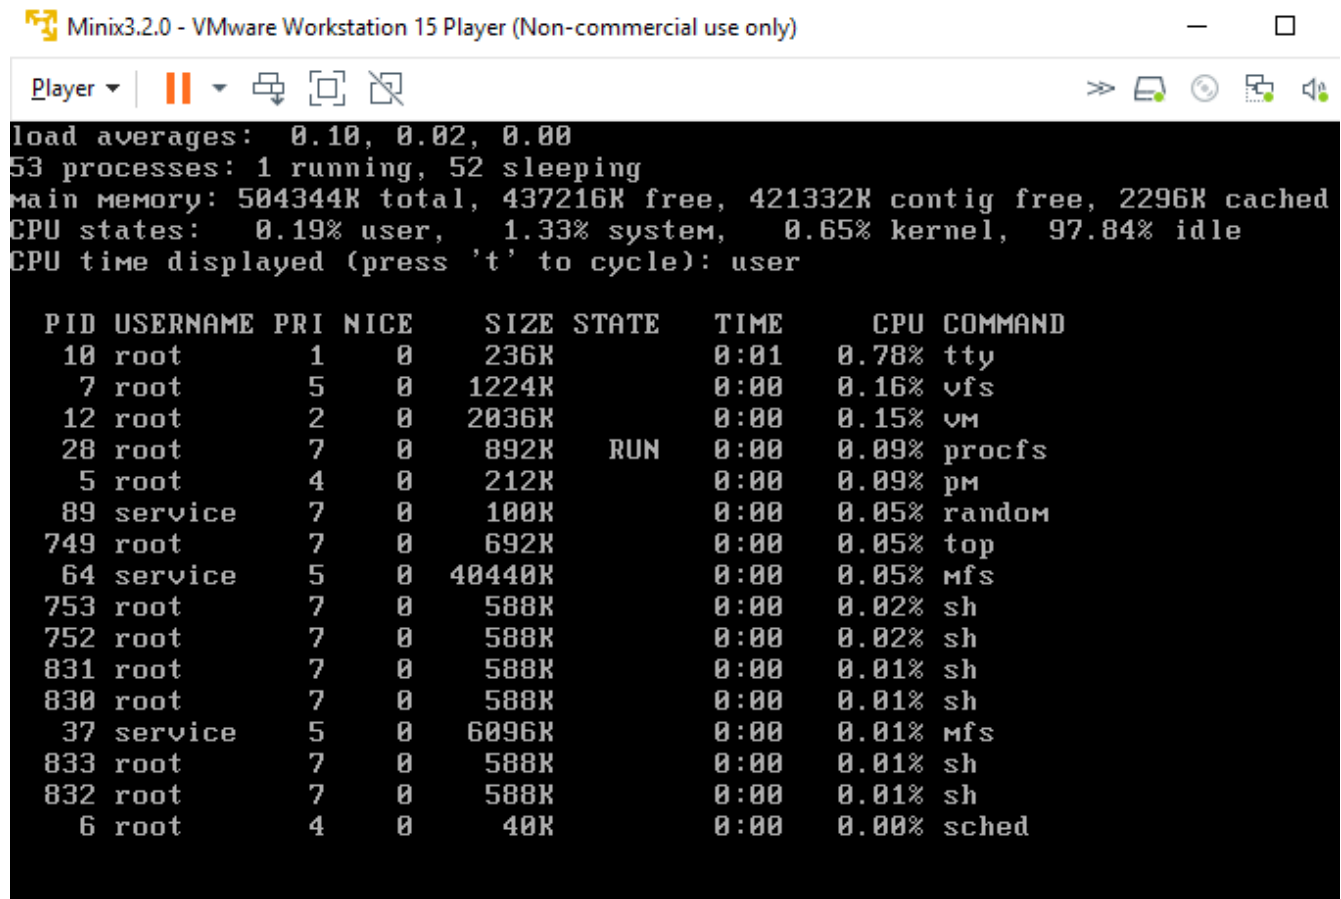 Minix3.2.0 - VMware Workstation 15 Player (Non-commercial use only)
Player
load averages:  0.10, 0.02, 0.00
53 processes: 1 running, 52 sleeping
main memory: 504344K total, 437216K free, 421332K contig free, 2296K cached
CPU states:   0.19% user,   1.33% system,   0.65% kernel,  97.84% idle
CPU time displayed (press 't' to cycle): user
PID USERNAME PRI NICE    SIZE STATE   TIME     CPU COMMAND
10 root       1    0    236K         0:01   0.78% tty
7 root       5    0   1224K         0:00   0.16% vfs
12 root       2    0   2036K         0:00   0.15% vm
28 root       7    0    892K   RUN   0:00   0.09% procfs
5 root       4    0    212K         0:00   0.09% pm
89 service    7    0    100K         0:00   0.05% random
749 root       7    0    692K         0:00   0.05% top
64 service    5    0  40440K         0:00   0.05% mfs
753 root       7    0    588K         0:00   0.02% sh
752 root       7    0    588K         0:00   0.02% sh
831 root       7    0    588K         0:00   0.01% sh
830 root       7    0    588K         0:00   0.01% sh
37 service    5    0   6096K         0:00   0.01% mfs
833 root       7    0    588K         0:00   0.01% sh
832 root       7    0    588K         0:00   0.01% sh
6 root       4    0     40K         0:00   0.00% sched